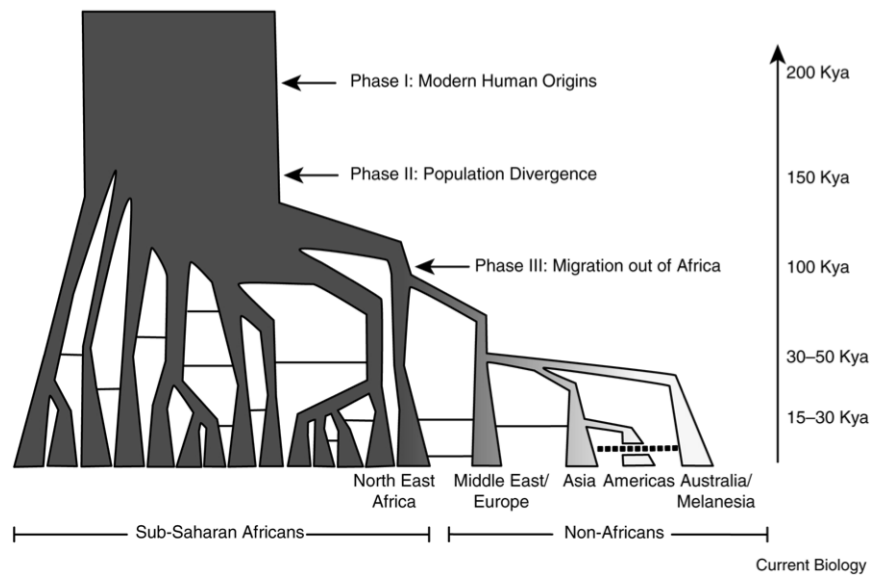 Phase I: Modern Human Origins
200 Kya
Phase II: Population Divergence
150 Kya
Phase III: Migration out of Africa
100 Kya
30–50 Kya
15–30 Kya
North East
Africa
Middle East/
Europe
Asia
Americas
Australia/
Melanesia
Sub-Saharan Africans
Non-Africans
Current Biology